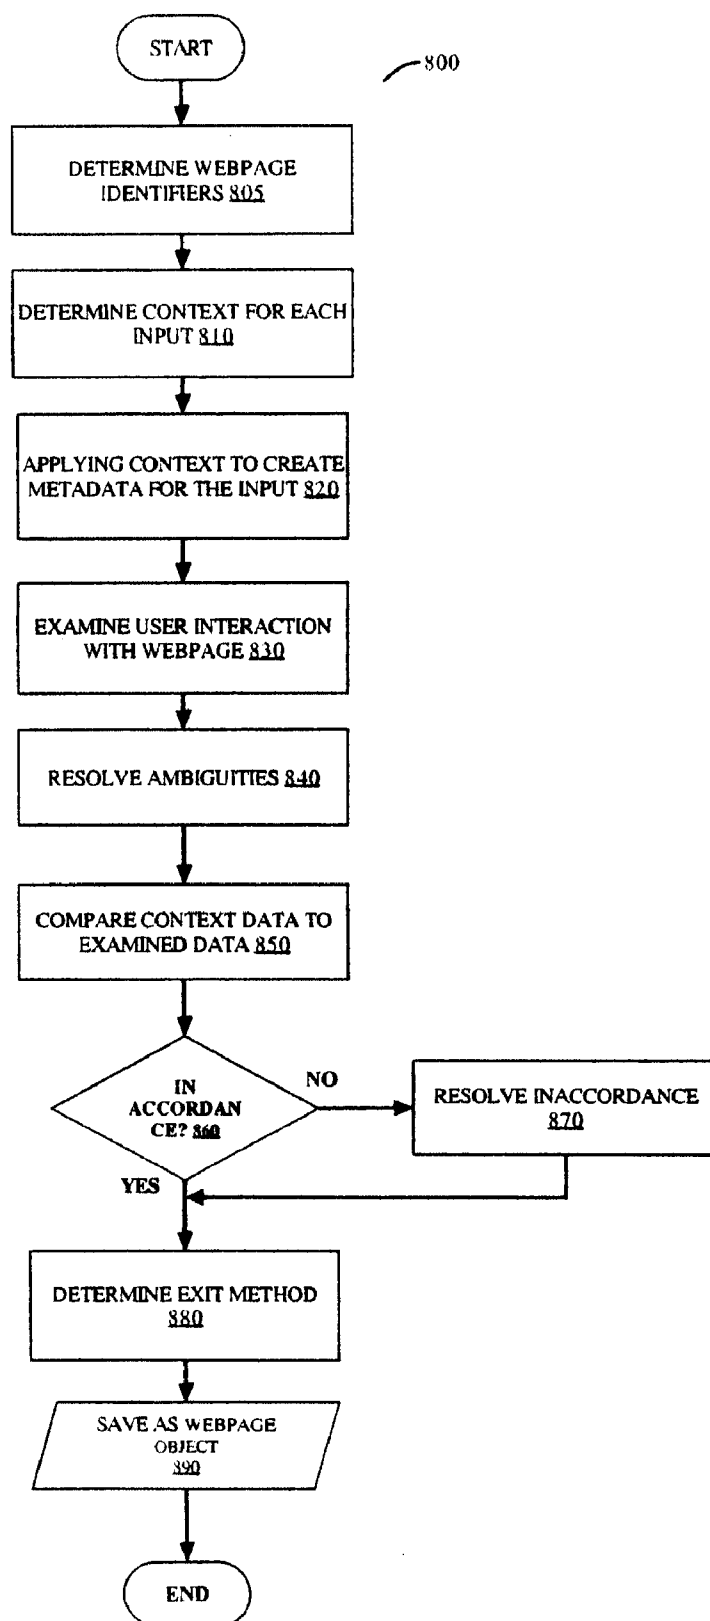 START
800
DETERMINE WEBPAGE
IDENTIFIERS 805
DETERMINE CONTEXT FOR EACH
INPUT 810
APPLYING CONTEXT TO CREATE
METADATA FOR THE INPUT 820
EXAMINE USER INTERACTION
WITH WEBPAGE 830
RESOLVE AMBIGUITIES 840
COMPARE CONTEXT DATA TO
EXAMINED DATA 850
IN
ACCORDAN
CE? 860
NO
RESOLVE INACCORDANCE
870
YES
DETERMINE EXIT METHOD
880
SAVE AS WEBPAGE
OBJECT
890
END